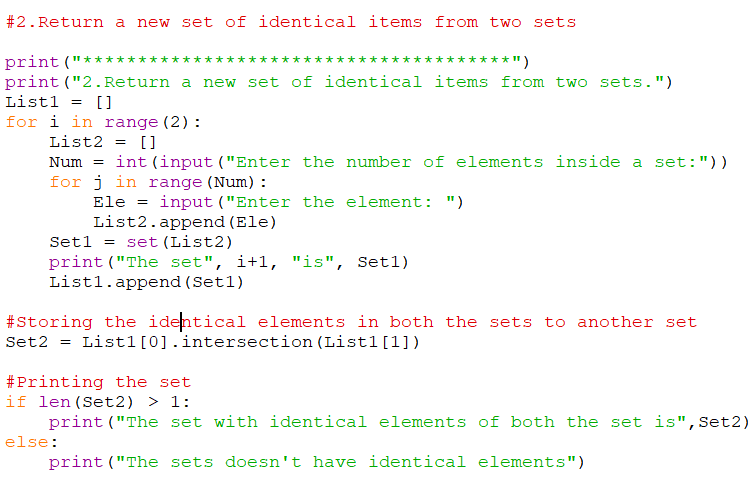 #2.Return a new set of identical items from two sets
print("***************************************")
print("2.Return a new set of identical items from two sets.")
List1 = []
for i in range(2):
    List2 = []
    Num = int(input("Enter the number of elements inside a set:"))
    for j in range(Num):
        Ele = input("Enter the element: ")
        List2.append(Ele)
    Set1 = set(List2)
    print("The set", i+1, "is", Set1)
    List1.append(Set1)
#Storing the identical elements in both the sets to another set
Set2 = List1[0].intersection(List1[1])
#Printing the set
if len(Set2) > 1:
    print("The set with identical elements of both the set is",Set2)
else:
    print("The sets doesn't have identical elements")